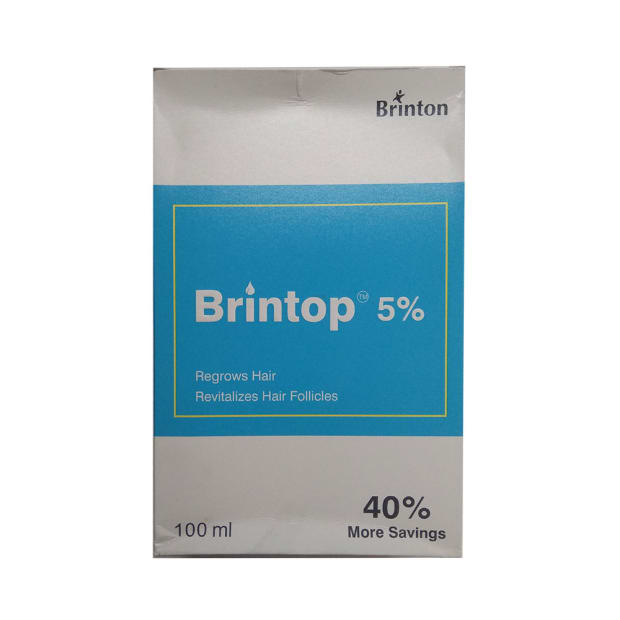 Brinton
Brintop™ 5%
Regrows Hair
Revitalizes Hair Follicles
100 ml
40%
More Savings